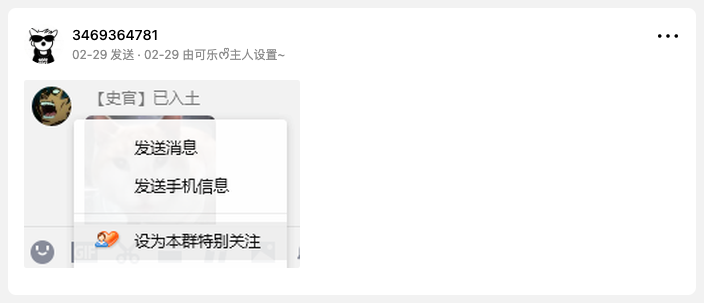 3469364781
02-29 发送 · 02-29 由可乐ᰔ主人设置~
【史官】已入土
发送消息
发送手机信息
设为本群特别关注